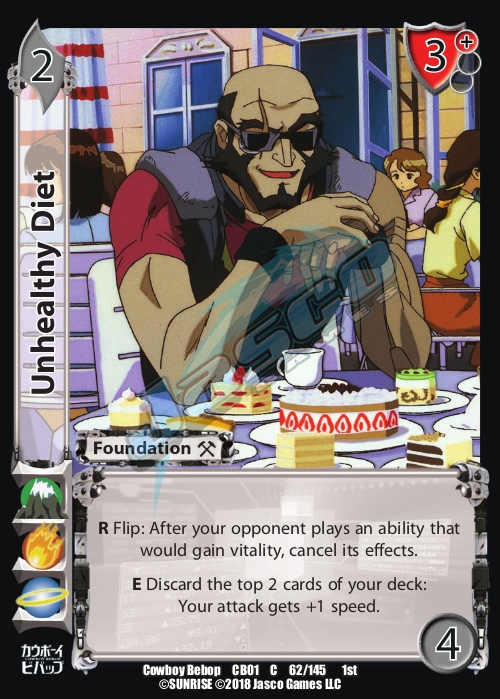 2
3
+
Unhealthy Diet
JASCO
Foundation
R Flip: After your opponent plays an ability that
would gain vitality, cancel its effects.
E Discard the top 2 cards of your deck:
Your attack gets +1 speed.
4
カウボーイ
ビバップ
Cowboy Bebop CB01 C 62/145 1st
©SUNRISE ©2018 Jasco Games LLC